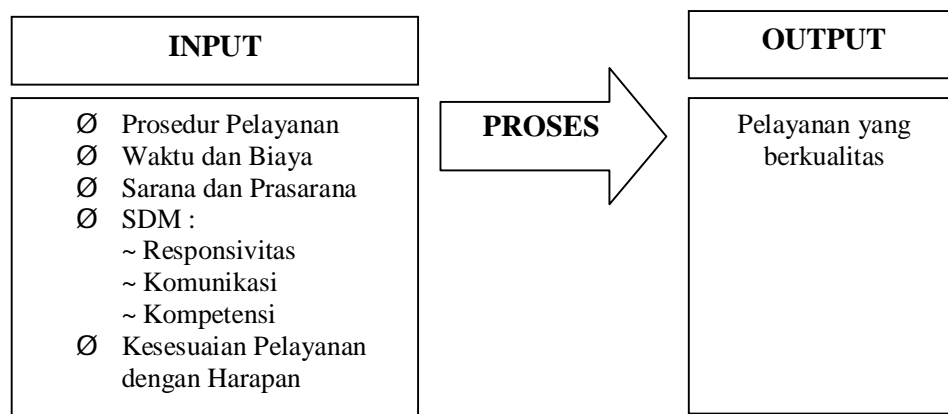 INPUT
Ø Prosedur Pelayanan
Ø Waktu dan Biaya
Ø Sarana dan Prasarana
Ø SDM :
~ Responsivitas
~ Komunikasi
~ Kompetensi
Ø Kesesuaian Pelayanan
dengan Harapan
PROSES
OUTPUT
Pelayanan yang
berkualitas